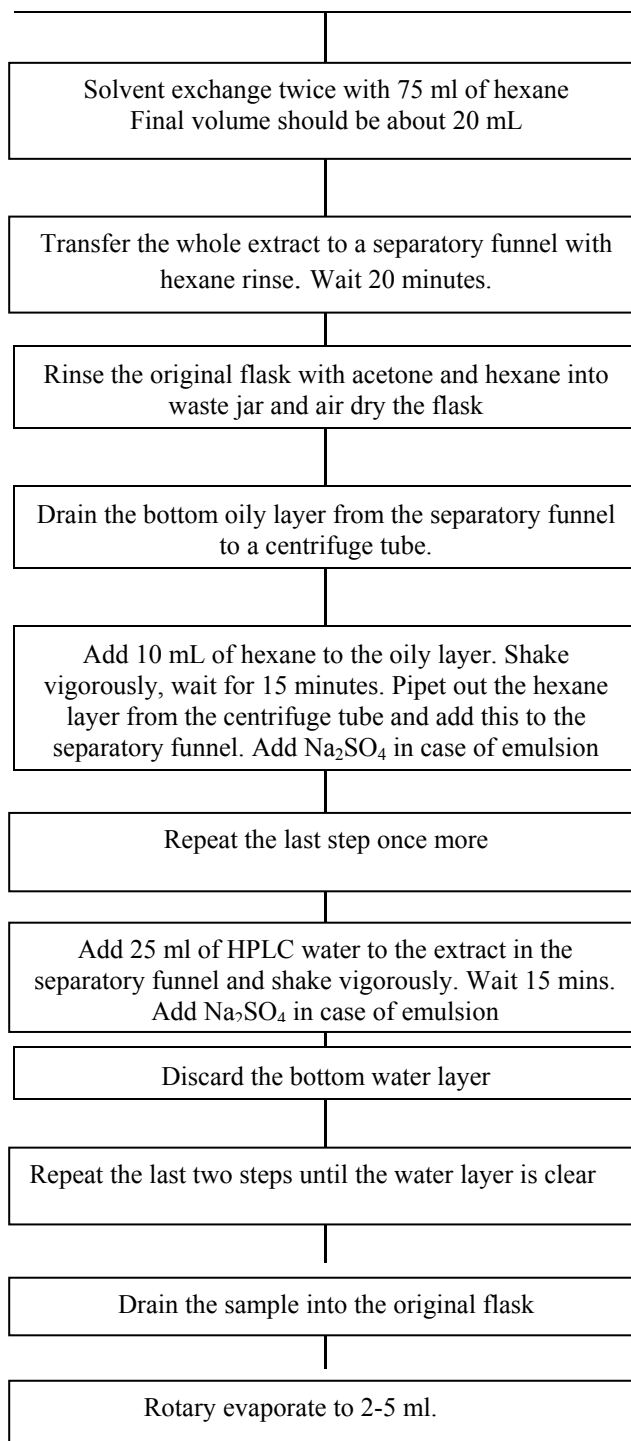 Solvent exchange twice with 75 ml of hexane
Final volume should be about 20 mL
Transfer the whole extract to a separatory funnel with
hexane rinse. Wait 20 minutes.
Rinse the original flask with acetone and hexane into
waste jar and air dry the flask
Drain the bottom oily layer from the separatory funnel
to a centrifuge tube.
Add 10 mL of hexane to the oily layer. Shake
vigorously, wait for 15 minutes. Pipet out the hexane
layer from the centrifuge tube and add this to the
separatory funnel. Add Na₂SO₄ in case of emulsion
Repeat the last step once more
Add 25 ml of HPLC water to the extract in the
separatory funnel and shake vigorously. Wait 15 mins.
Add Na₂SO₄ in case of emulsion
Discard the bottom water layer
Repeat the last two steps until the water layer is clear
Drain the sample into the original flask
Rotary evaporate to 2-5 ml.